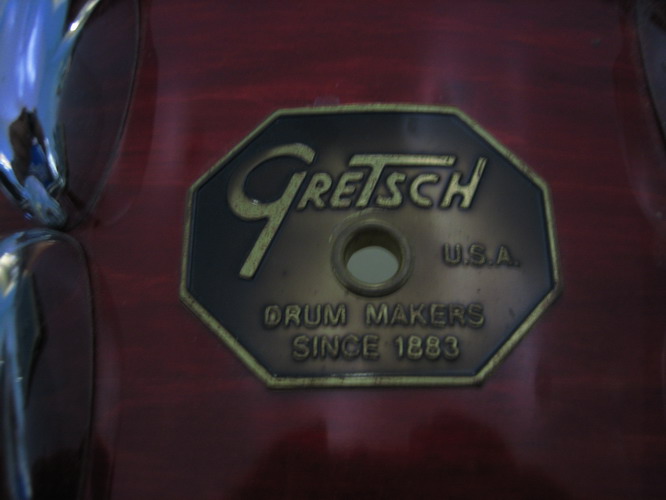 GRETSCH
U.S.A.
DRUM MAKERS
SINCE 1883